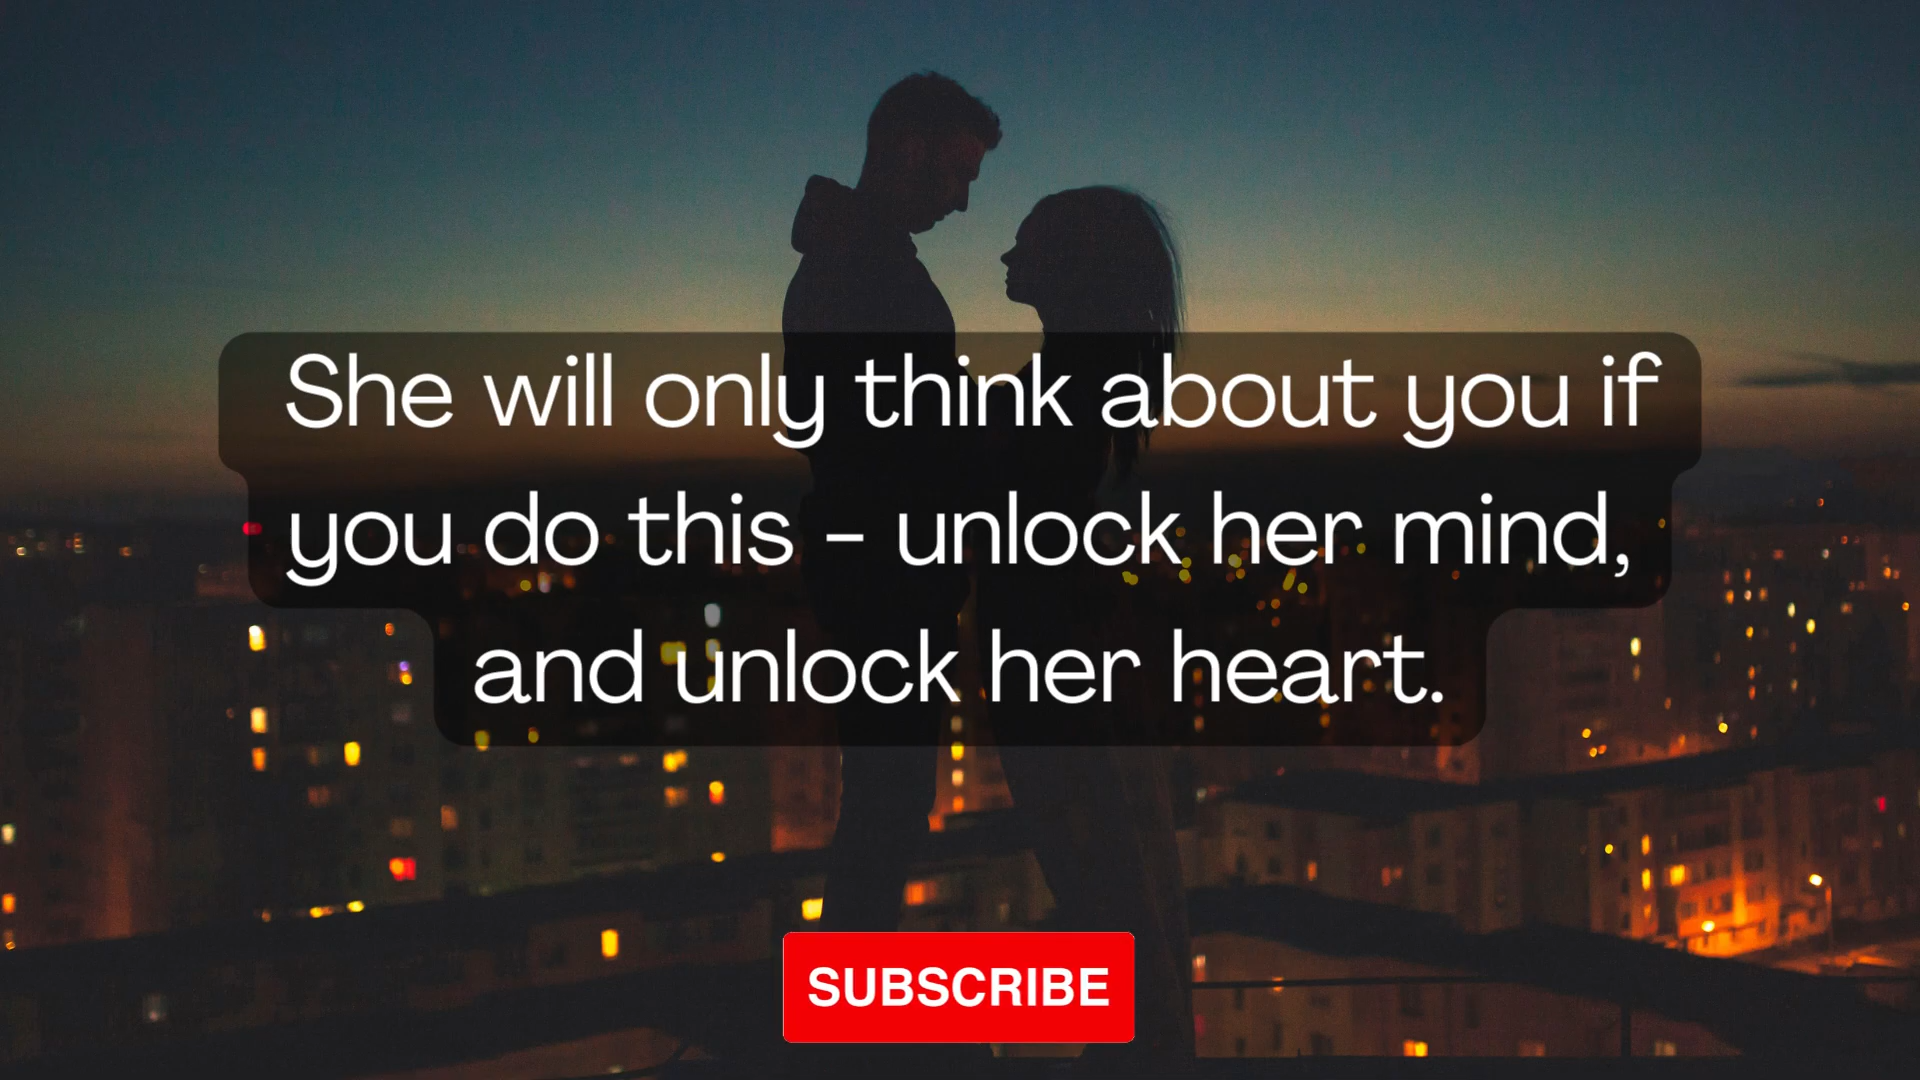 She will only think about you if
you do this - unlock her mind,
and unlock her heart.
SUBSCRIBE